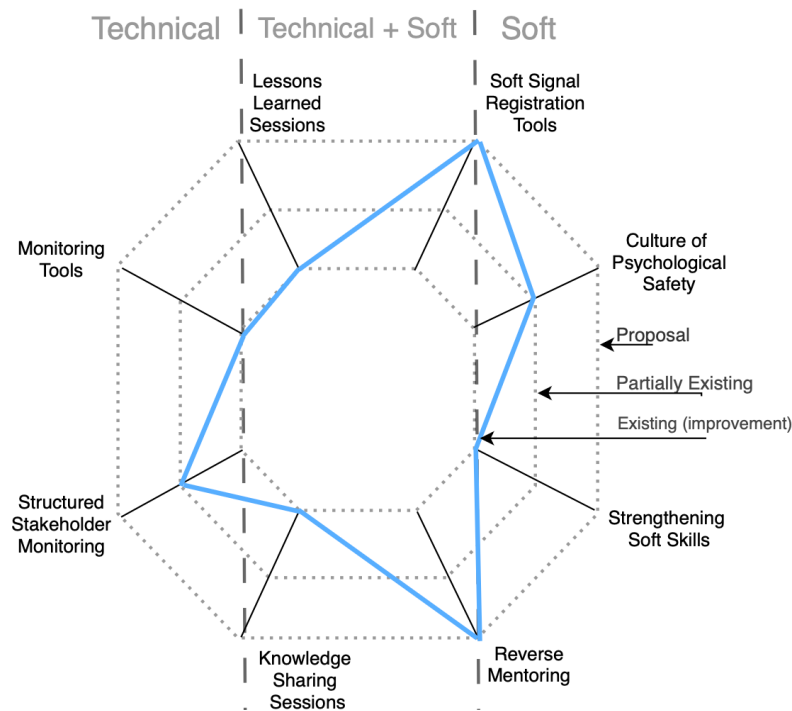 Technical
Technical + Soft
Soft
Lessons
Learned
Sessions
Soft Signal
Registration
Tools
Monitoring
Tools
Culture of
Psychological
Safety
Proposal
Partially Existing
Existing (improvement)
Structured
Stakeholder
Monitoring
Strengthening
Soft Skills
Knowledge
Sharing
Sessions
Reverse
Mentoring